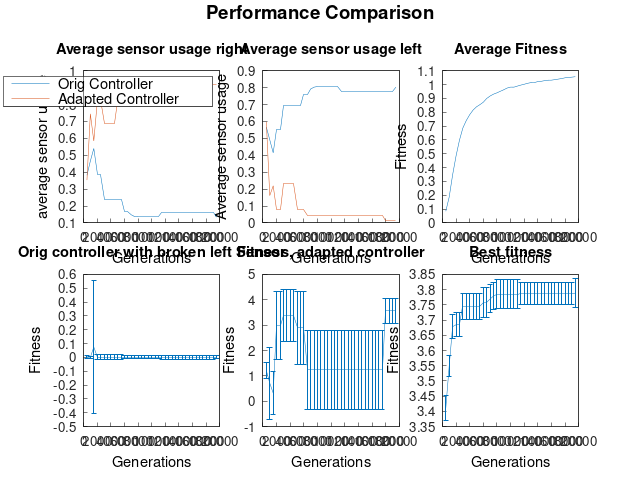 Performance Comparison
Average sensor usage right
Average sensor usage left
Average Fitness
Orig Controller
Adapted Controller
average sensor
1
0.9
0.8
0.7
0.6
0.5
0.4
0.3
0.2
0.1
Generations
Average sensor usage
0.9
0.8
0.7
0.6
0.5
0.4
0.3
0.2
0.1
0
Generations
Fitness
1.1
1
0.9
0.8
0.7
0.6
0.5
0.4
0.3
0.2
0.1
0
Generations
Orig controller with broken left
Fitness, adapted controller
Best fitness
Fitness
0.6
0.5
0.4
0.3
0.2
0.1
0
-0.1
-0.2
-0.3
-0.4
-0.5
Generations
Fitness
5
4
3
2
1
0
-1
Generations
Fitness
3.85
3.8
3.75
3.7
3.65
3.6
3.55
3.5
3.45
3.4
3.35
Generations